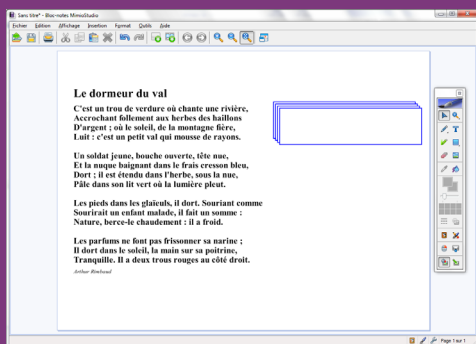 Sans titre* - Bloc-notes MimioStudio
Fichier Edition Affichage Insertion Format Outils Aide
Le dormeur du val
C'est un trou de verdure où chante une rivière,
Accrochant follement aux herbes des haillons
D'argent ; où le soleil, de la montagne fière,
Luit : c'est un petit val qui mousse de rayons.
Un soldat jeune, bouche ouverte, tête nue,
Et la nuque baignant dans le frais cresson bleu,
Dort ; il est étendu dans l'herbe, sous la nue,
Pâle dans son lit vert où la lumière pleut.
Les pieds dans les glaïeuls, il dort. Souriant comme
Sourirait un enfant malade, il fait un somme :
Nature, berce-le chaudement : il a froid.
Les parfums ne font pas frissonner sa narine ;
Il dort dans le soleil, la main sur sa poitrine,
Tranquille. Il a deux trous rouges au côté droit.
Arthur Rimbaud
Page 1 sur 1